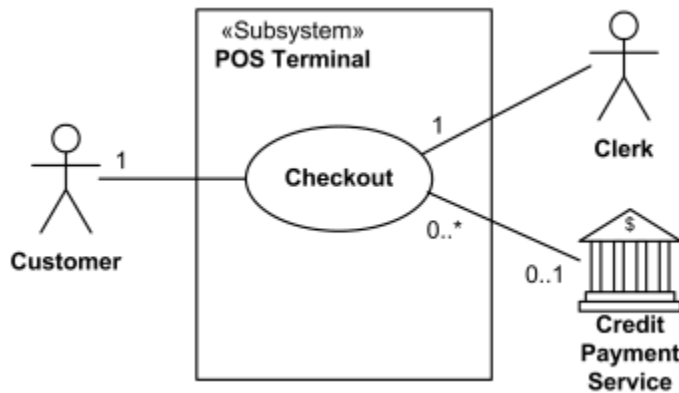 «Subsystem»
POS Terminal
Clerk
1
1
Checkout
Customer
0..*
0..1
$
Credit
Payment
Service